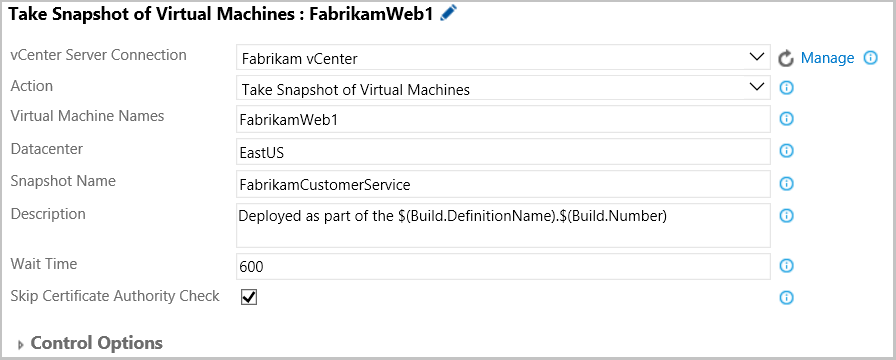 Take Snapshot of Virtual Machines : FabrikamWeb1
vCenter Server Connection Fabrikam vCenter Manage
Action Take Snapshot of Virtual Machines
Virtual Machine Names FabrikamWeb1
Datacenter EastUS
Snapshot Name FabrikamCustomerService
Description Deployed as part of the $(Build.DefinitionName).$(Build.Number)
Wait Time 600
Skip Certificate Authority Check
Control Options